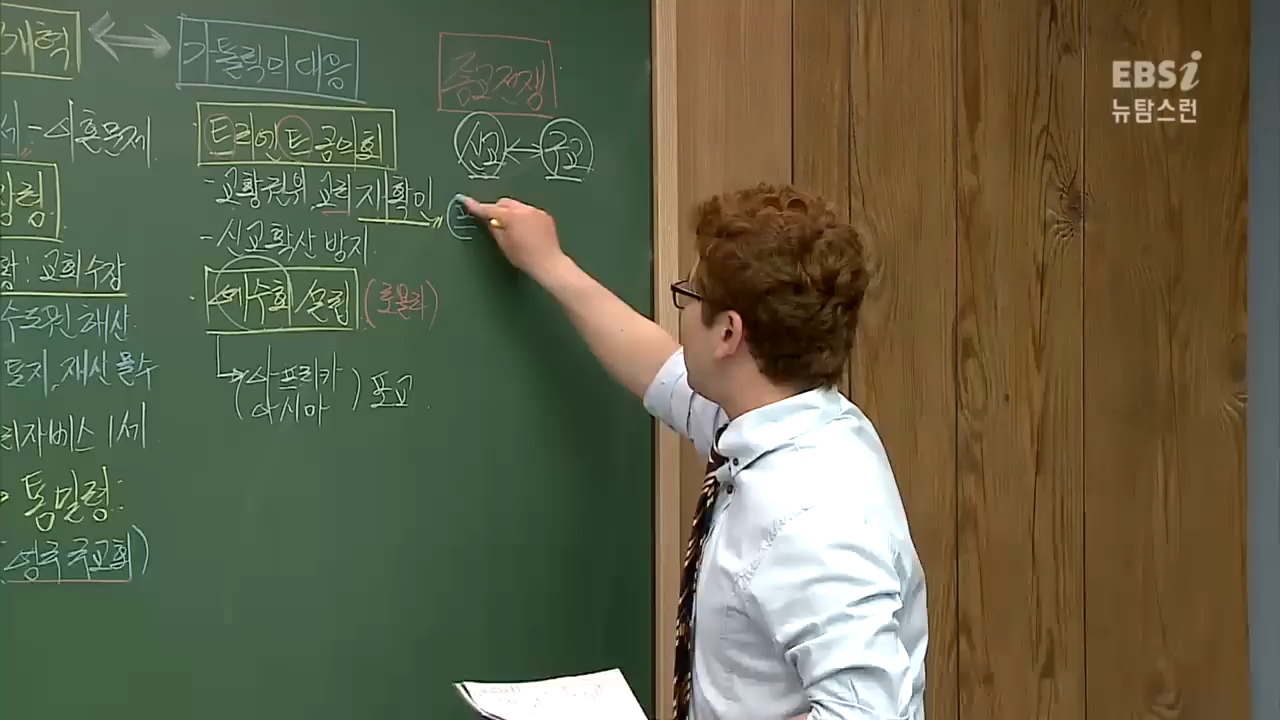 개혁 ↔
서-이혼문제
령: 교회수장
수도원 해산
토지, 재산 몰수
리자베스 1세
통일령:
(성공국교회)
가톨릭의 대응
트리엔트 공의회
-교황권위, 교회 재확인
-신교확산 방지
예수회 설립 (로욜라)
(아프리카
아시아) 포교
종교전쟁
신교 ↔ 구교
EBSi
뉴탐스런